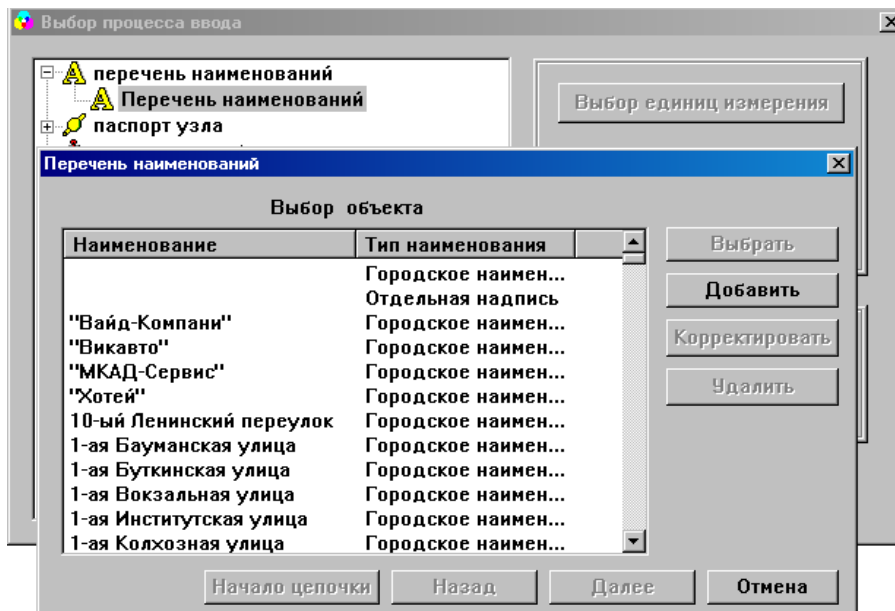 Выбор процесса ввода
перечень наименований
Перечень наименований
паспорт узла
Выбор единиц измерения
Перечень наименований
Выбор объекта
Наименование Тип наименования
Городское наимен...
Отдельная надпись
"Вайд-Компани" Городское наимен...
"Викавто" Городское наимен...
"МКАД-Сервис" Городское наимен...
"Хотей" Городское наимен...
10-ый Ленинский переулок Городское наимен...
1-ая Бауманская улица Городское наимен...
1-ая Буткинская улица Городское наимен...
1-ая Вокзальная улица Городское наимен...
1-ая Институтская улица Городское наимен...
1-ая Колхозная улица Городское наимен...
Выбрать
Добавить
Корректировать
Удалить
Начало цепочки Назад Далее Отмена